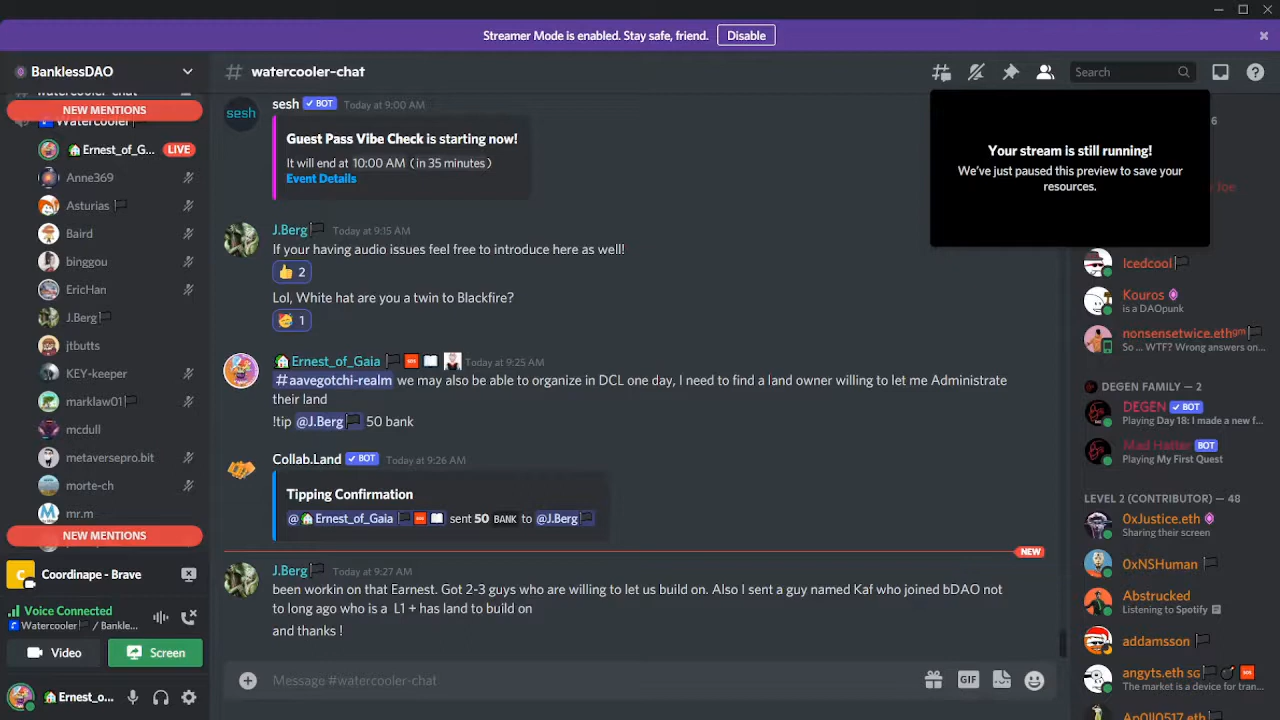 Streamer Mode is enabled. Stay safe, friend. Disable
BanklessDAO
watercooler-chat
NEW MENTIONS
Watercooler
Ernest_of_G... LIVE
Anne369
Asturias
Baird
binggou
EricHan
J.Berg
jtbutts
KEY-keeper
marklaw01
mcdull
metaversepro.bit
morte-ch
mr.m
NEW MENTIONS
Coordinape - Brave
Voice Connected
Watercooler / Bankle...
Video
Screen
Ernest_o...
# watercooler-chat
Search
sesh
sesh BOT Today at 9:00 AM
Guest Pass Vibe Check is starting now!
It will end at 10:00 AM (in 35 minutes)
Event Details
J.Berg Today at 9:15 AM
If your having audio issues feel free to introduce here as well!
👍 2
Lol, White hat are you a twin to Blackfire?
🥳 1
Ernest_of_Gaia Today at 9:25 AM
#aavegotchi-realm we may also be able to organize in DCL one day, I need to find a land owner willing to let me Administrate
their land
!tip @J.Berg 50 bank
Collab.Land BOT Today at 9:26 AM
Tipping Confirmation
@Ernest_of_Gaia sent 50 BANK to @J.Berg
NEW
J.Berg Today at 9:27 AM
been workin on that Earnest. Got 2-3 guys who are willing to let us build on. Also I sent a guy named Kaf who joined bDAO not
to long ago who is a L1 + has land to build on
and thanks !
Message #watercooler-chat
GIF
Your stream is still running!
We've just paused this preview to save your
resources.
6
Joe
Icedcool
Kouros
is a DAOpunk
nonsensetwice.ethᵍᵐ
So ... WTF? Wrong answers on...
DEGEN FAMILY — 2
DEGEN BOT
Playing Day 18: I made a new f...
Mad Hatter BOT
Playing My First Quest
LEVEL 2 (CONTRIBUTOR) — 48
0xJustice.eth
Sharing their screen
0xNSHuman
Abstrucked
Listening to Spotify
addamsson
angyts.eth sg SOS
The market is a device for tran...
Ap0ll0517.eth